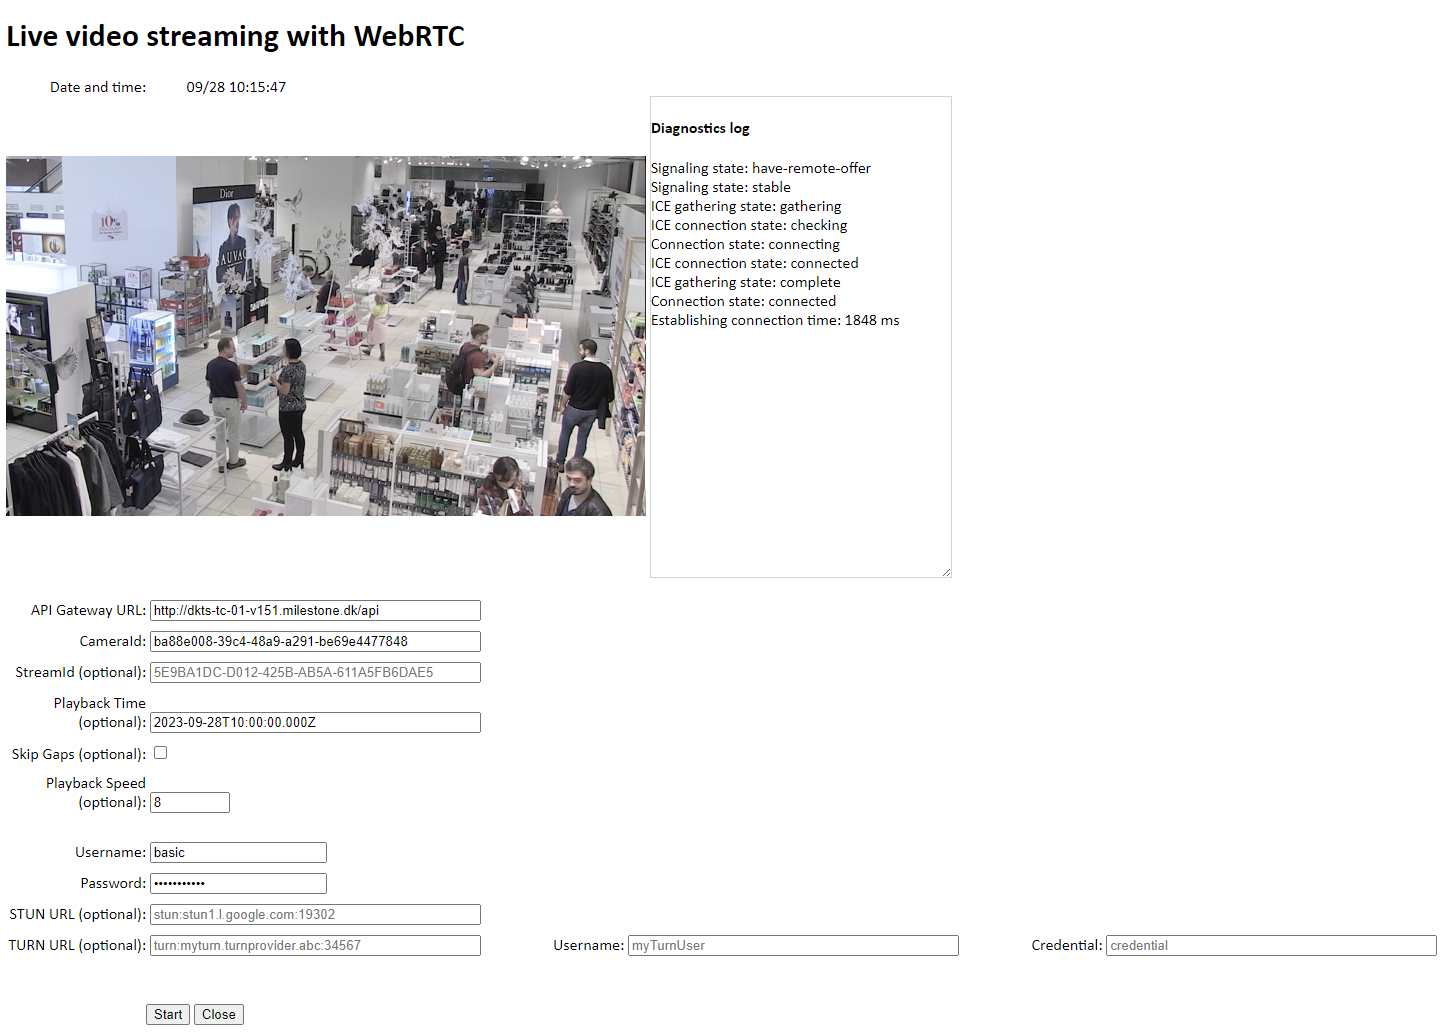 Live video streaming with WebRTC
Date and time: 09/28 10:15:47
Dior
10%
SAUVAGE
Diagnostics log
Signaling state: have-remote-offer
Signaling state: stable
ICE gathering state: gathering
ICE connection state: checking
Connection state: connecting
ICE connection state: connected
ICE gathering state: complete
Connection state: connected
Establishing connection time: 1848 ms
API Gateway URL: http://dkts-tc-01-v151.milestone.dk/api
CameraId: ba88e008-39c4-48a9-a291-be69e4477848
StreamId (optional): 5E9BA1DC-D012-425B-AB5A-611A5FB6DAE5
Playback Time
(optional): 2023-09-28T10:00:00.000Z
Skip Gaps (optional):
Playback Speed
(optional): 8
Username: basic
Password: •••••••••••
STUN URL (optional): stun:stun1.l.google.com:19302
TURN URL (optional): turn:myturn.turnprovider.abc:34567 Username: myTurnUser Credential: credential
Start Close